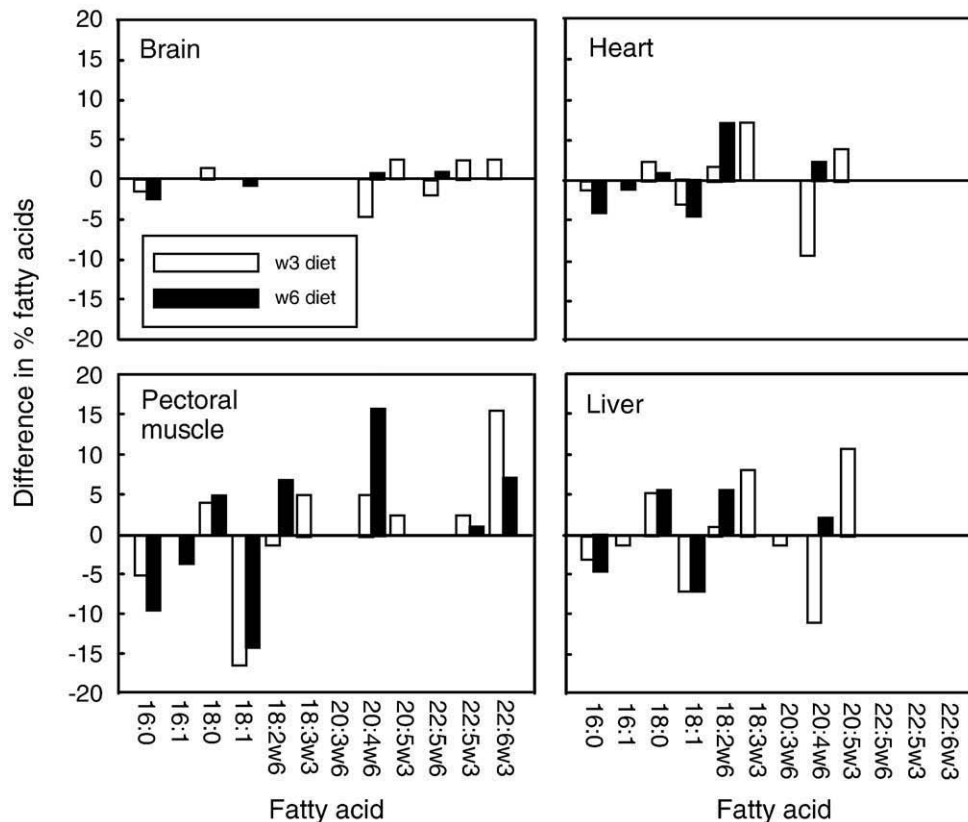 Difference in % fatty acids
20
15
10
5
0
-5
-10
-15
-20
Brain
w3 diet
w6 diet
Heart
20
15
10
5
0
-5
-10
-15
-20
Pectoral
muscle
Liver
16:0
16:1
18:0
18:1
18:2w6
18:3w3
20:3w6
20:4w6
20:5w3
22:5w6
22:5w3
22:6w3
16:0
16:1
18:0
18:1
18:2w6
18:3w3
20:3w6
20:4w6
20:5w3
22:5w6
22:5w3
22:6w3
Fatty acid
Fatty acid